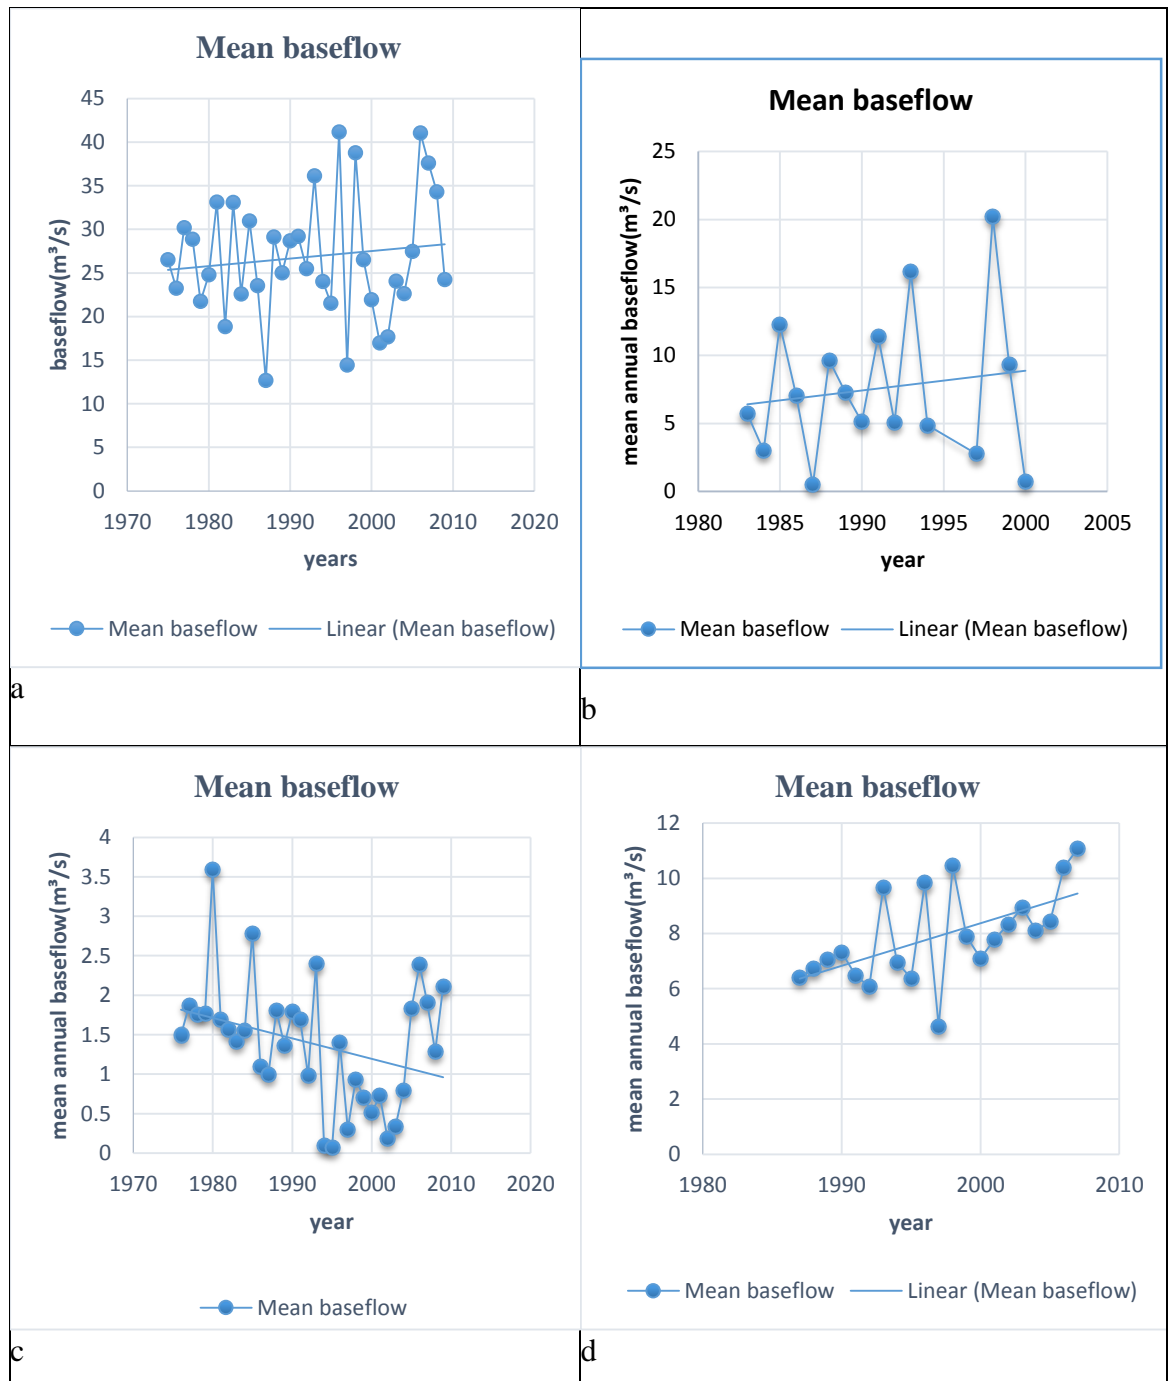 Mean baseflow
baseflow(m³/s)
45
40
35
30
25
20
15
10
5
0
1970 1980 1990 2000 2010 2020
years
Mean baseflow Linear (Mean baseflow)
a
Mean baseflow
mean annual baseflow(m³/s)
25
20
15
10
5
0
1980 1985 1990 1995 2000 2005
year
Mean baseflow Linear (Mean baseflow)
b
Mean baseflow
mean annual baseflow(m³/s)
4
3.5
3
2.5
2
1.5
1
0.5
0
1970 1980 1990 2000 2010 2020
year
Mean baseflow
c
Mean baseflow
mean annual baseflow(m³/s)
12
10
8
6
4
2
0
1980 1990 2000 2010
year
Mean baseflow Linear (Mean baseflow)
d